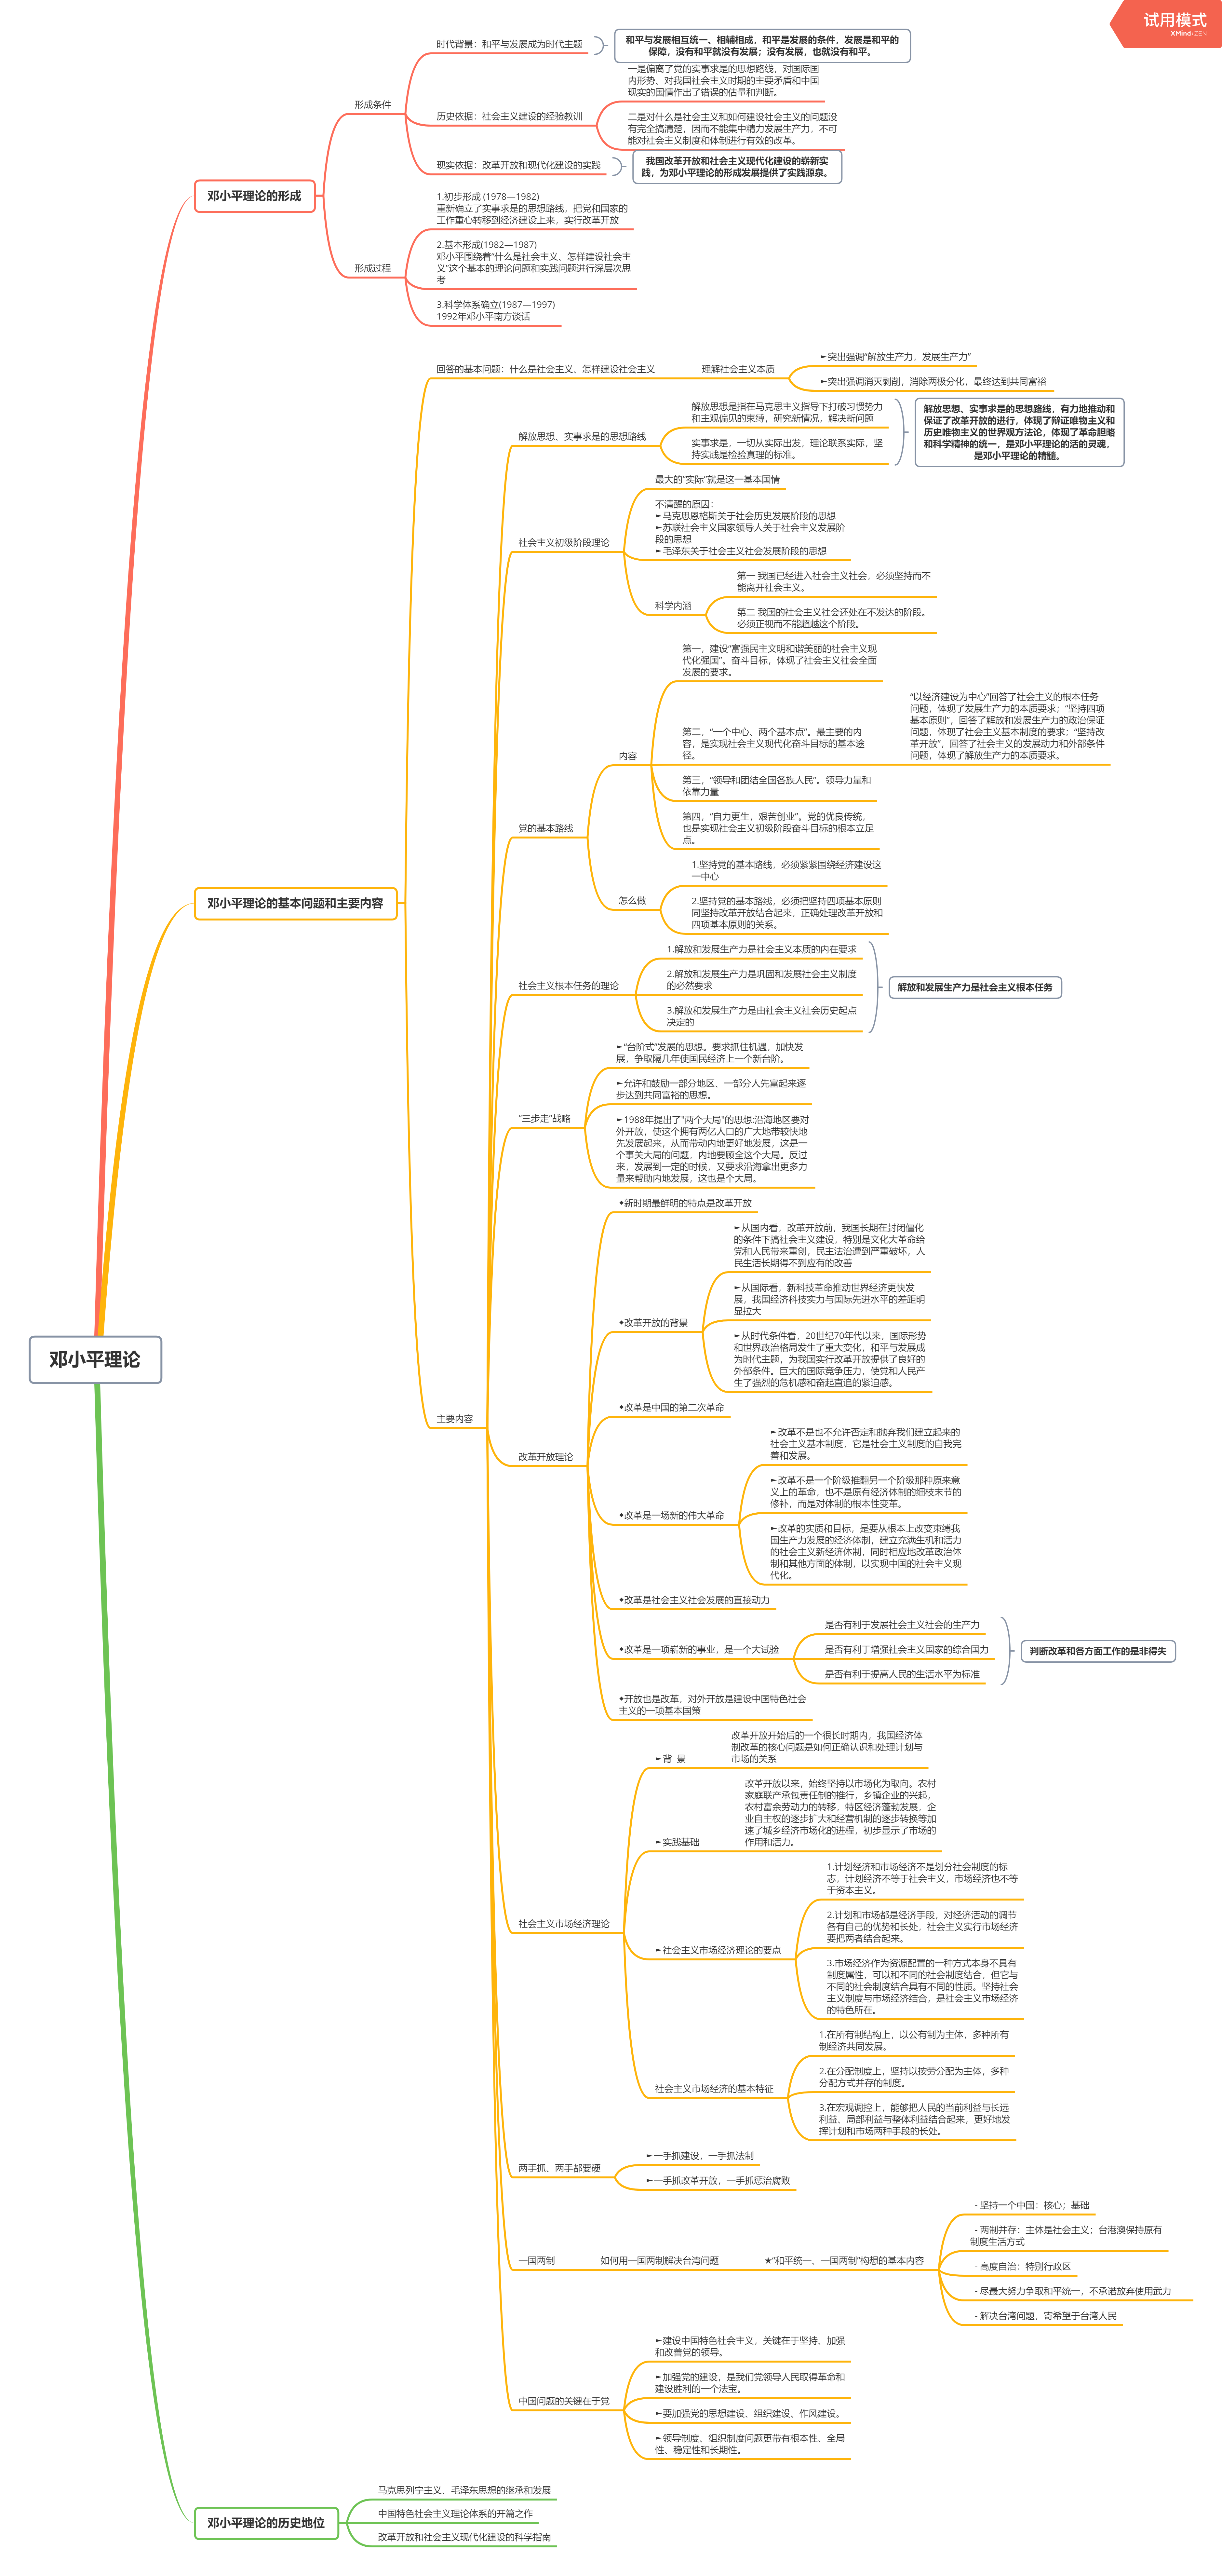 试用模式
XMind:ZEN
时代背景：和平与发展成为时代主题
和平与发展相互统一、相辅相成，和平是发展的条件，发展是和平的
保障，没有和平就没有发展；没有发展，也就没有和平。
形成条件
历史依据：社会主义建设的经验教训
一是偏离了党的实事求是的思想路线，对国际国
内形势、对我国社会主义时期的主要矛盾和中国
现实的国情作出了错误的估量和判断。
二是对什么是社会主义和如何建设社会主义的问题没
有完全搞清楚，因而不能集中精力发展生产力，不可
能对社会主义制度和体制进行有效的改革。
现实依据：改革开放和现代化建设的实践
我国改革开放和社会主义现代化建设的崭新实
践，为邓小平理论的形成发展提供了实践源泉。
邓小平理论的形成
1.初步形成 (1978—1982)
重新确立了实事求是的思想路线，把党和国家的
工作重心转移到经济建设上来，实行改革开放
形成过程
2.基本形成(1982—1987)
邓小平围绕着“什么是社会主义、怎样建设社会主
义”这个基本的理论问题和实践问题进行深层次思
考
3.科学体系确立(1987—1997)
1992年邓小平南方谈话
回答的基本问题：什么是社会主义、怎样建设社会主义
理解社会主义本质
►突出强调“解放生产力，发展生产力”
►突出强调消灭剥削，消除两极分化，最终达到共同富裕
解放思想、实事求是的思想路线
解放思想是指在马克思主义指导下打破习惯势力
和主观偏见的束缚，研究新情况，解决新问题
实事求是，一切从实际出发，理论联系实际，坚
持实践是检验真理的标准。
解放思想、实事求是的思想路线，有力地推动和
保证了改革开放的进行，体现了辩证唯物主义和
历史唯物主义的世界观方法论，体现了革命胆略
和科学精神的统一，是邓小平理论的活的灵魂，
是邓小平理论的精髓。
社会主义初级阶段理论
最大的“实际”就是这一基本国情
不清醒的原因：
►马克思恩格斯关于社会历史发展阶段的思想
►苏联社会主义国家领导人关于社会主义发展阶
段的思想
►毛泽东关于社会主义社会发展阶段的思想
科学内涵
第一 我国已经进入社会主义社会，必须坚持而不
能离开社会主义。
第二 我国的社会主义社会还处在不发达的阶段。
必须正视而不能超越这个阶段。
党的基本路线
内容
第一，建设“富强民主文明和谐美丽的社会主义现
代化强国”。奋斗目标，体现了社会主义社会全面
发展的要求。
第二，“一个中心、两个基本点”。最主要的内
容，是实现社会主义现代化奋斗目标的基本途
径。
“以经济建设为中心”回答了社会主义的根本任务
问题，体现了发展生产力的本质要求；“坚持四项
基本原则”，回答了解放和发展生产力的政治保证
问题，体现了社会主义基本制度的要求；“坚持改
革开放”，回答了社会主义的发展动力和外部条件
问题，体现了解放生产力的本质要求。
第三，“领导和团结全国各族人民”。领导力量和
依靠力量
第四，“自力更生，艰苦创业”。党的优良传统，
也是实现社会主义初级阶段奋斗目标的根本立足
点。
怎么做
1.坚持党的基本路线，必须紧紧围绕经济建设这
一中心
2.坚持党的基本路线，必须把坚持四项基本原则
同坚持改革开放结合起来，正确处理改革开放和
四项基本原则的关系。
邓小平理论的基本问题和主要内容
社会主义根本任务的理论
1.解放和发展生产力是社会主义本质的内在要求
2.解放和发展生产力是巩固和发展社会主义制度
的必然要求
3.解放和发展生产力是由社会主义社会历史起点
决定的
解放和发展生产力是社会主义根本任务
“三步走”战略
►“台阶式”发展的思想。要求抓住机遇，加快发
展，争取隔几年使国民经济上一个新台阶。
►允许和鼓励一部分地区、一部分人先富起来逐
步达到共同富裕的思想。
►1988年提出了"两个大局"的思想:沿海地区要对
外开放，使这个拥有两亿人口的广大地带较快地
先发展起来，从而带动内地更好地发展，这是一
个事关大局的问题，内地要顾全这个大局。反过
来，发展到一定的时候，又要求沿海拿出更多力
量来帮助内地发展，这也是个大局。
邓小平理论
主要内容
改革开放理论
◆新时期最鲜明的特点是改革开放
◆改革开放的背景
►从国内看，改革开放前，我国长期在封闭僵化
的条件下搞社会主义建设，特别是文化大革命给
党和人民带来重创，民主法治遭到严重破坏，人
民生活长期得不到应有的改善
►从国际看，新科技革命推动世界经济更快发
展，我国经济科技实力与国际先进水平的差距明
显拉大
►从时代条件看，20世纪70年代以来，国际形势
和世界政治格局发生了重大变化，和平与发展成
为时代主题，为我国实行改革开放提供了良好的
外部条件。巨大的国际竞争压力，使党和人民产
生了强烈的危机感和奋起直追的紧迫感。
◆改革是中国的第二次革命
◆改革是一场新的伟大革命
►改革不是也不允许否定和抛弃我们建立起来的
社会主义基本制度，它是社会主义制度的自我完
善和发展。
►改革不是一个阶级推翻另一个阶级那种原来意
义上的革命，也不是原有经济体制的细枝末节的
修补，而是对体制的根本性变革。
►改革的实质和目标，是要从根本上改变束缚我
国生产力发展的经济体制，建立充满生机和活力
的社会主义新经济体制，同时相应地改革政治体
制和其他方面的体制，以实现中国的社会主义现
代化。
◆改革是社会主义社会发展的直接动力
◆改革是一项崭新的事业，是一个大试验
是否有利于发展社会主义社会的生产力
是否有利于增强社会主义国家的综合国力
是否有利于提高人民的生活水平为标准
判断改革和各方面工作的是非得失
◆开放也是改革，对外开放是建设中国特色社会
主义的一项基本国策
社会主义市场经济理论
►背 景
改革开放开始后的一个很长时期内，我国经济体
制改革的核心问题是如何正确认识和处理计划与
市场的关系
►实践基础
改革开放以来，始终坚持以市场化为取向。农村
家庭联产承包责任制的推行，乡镇企业的兴起，
农村富余劳动力的转移，特区经济蓬勃发展，企
业自主权的逐步扩大和经营机制的逐步转换等加
速了城乡经济市场化的进程，初步显示了市场的
作用和活力。
►社会主义市场经济理论的要点
1.计划经济和市场经济不是划分社会制度的标
志，计划经济不等于社会主义，市场经济也不等
于资本主义。
2.计划和市场都是经济手段，对经济活动的调节
各有自己的优势和长处，社会主义实行市场经济
要把两者结合起来。
3.市场经济作为资源配置的一种方式本身不具有
制度属性，可以和不同的社会制度结合，但它与
不同的社会制度结合具有不同的性质。坚持社会
主义制度与市场经济结合，是社会主义市场经济
的特色所在。
社会主义市场经济的基本特征
1.在所有制结构上，以公有制为主体，多种所有
制经济共同发展。
2.在分配制度上，坚持以按劳分配为主体，多种
分配方式并存的制度。
3.在宏观调控上，能够把人民的当前利益与长远
利益、局部利益与整体利益结合起来，更好地发
挥计划和市场两种手段的长处。
两手抓、两手都要硬
►一手抓建设，一手抓法制
►一手抓改革开放，一手抓惩治腐败
一国两制
如何用一国两制解决台湾问题
★“和平统一、一国两制”构想的基本内容
- 坚持一个中国：核心；基础
- 两制并存：主体是社会主义；台港澳保持原有
制度生活方式
- 高度自治：特别行政区
- 尽最大努力争取和平统一，不承诺放弃使用武力
- 解决台湾问题，寄希望于台湾人民
中国问题的关键在于党
►建设中国特色社会主义，关键在于坚持、加强
和改善党的领导。
►加强党的建设，是我们党领导人民取得革命和
建设胜利的一个法宝。
►要加强党的思想建设、组织建设、作风建设。
►领导制度、组织制度问题更带有根本性、全局
性、稳定性和长期性。
邓小平理论的历史地位
马克思列宁主义、毛泽东思想的继承和发展
中国特色社会主义理论体系的开篇之作
改革开放和社会主义现代化建设的科学指南